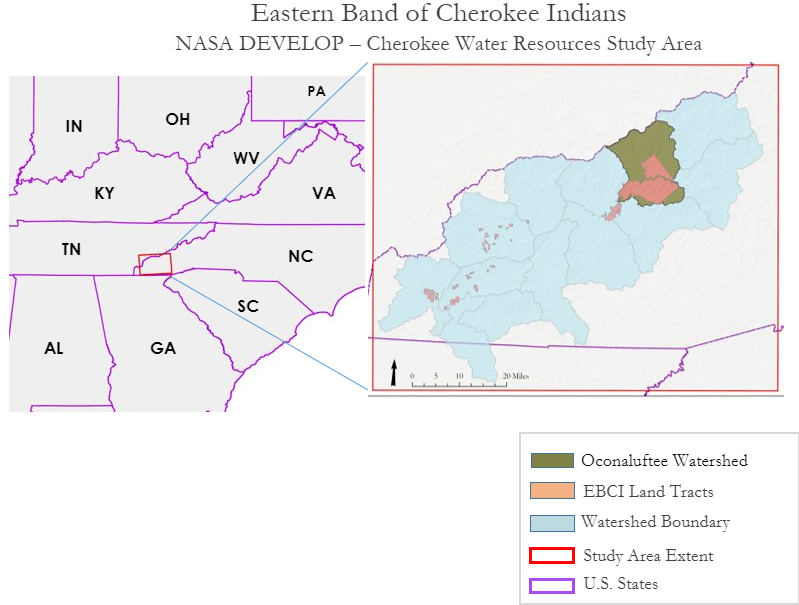 Eastern Band of Cherokee Indians
NASA DEVELOP – Cherokee Water Resources Study Area
PA
OH
IN
WV
KY
VA
TN
NC
SC
AL
GA
0 5 10 20 Miles
Oconaluftee Watershed
EBCI Land Tracts
Watershed Boundary
Study Area Extent
U.S. States